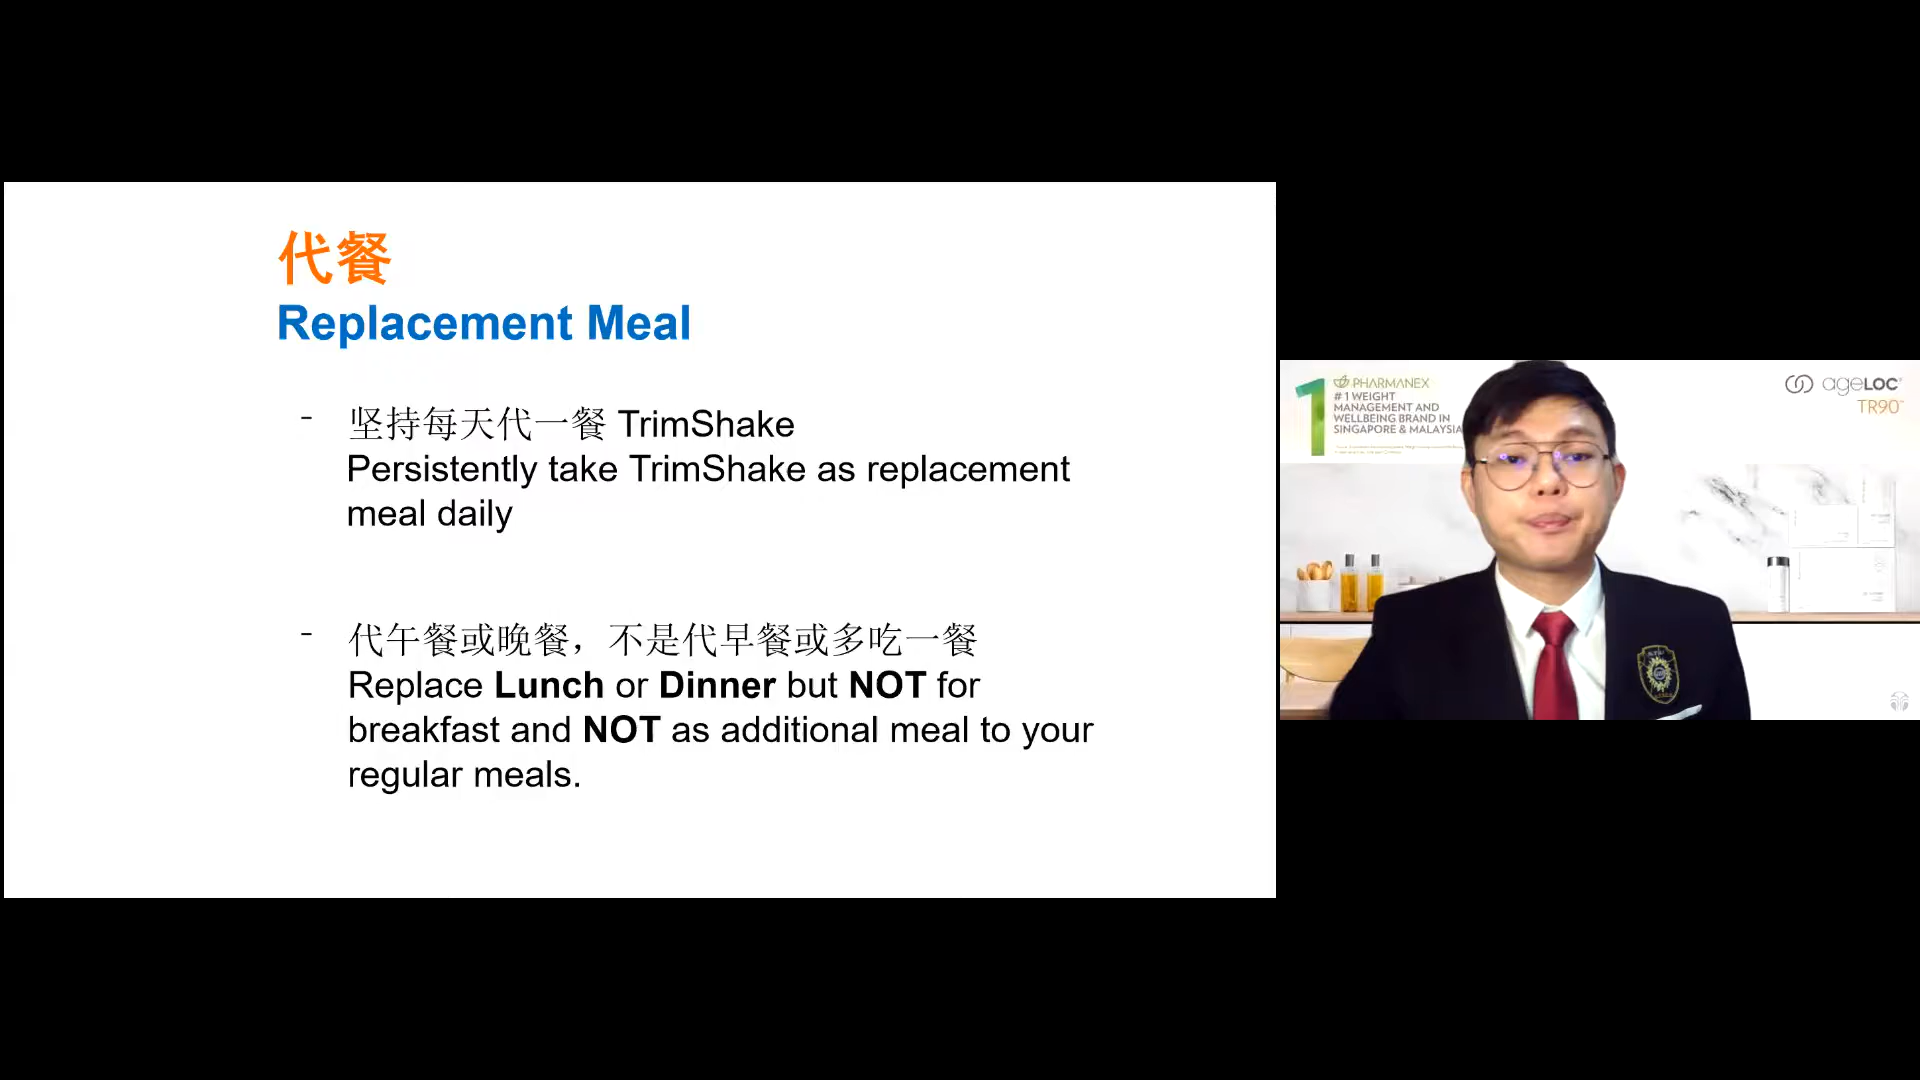 代餐
Replacement Meal
- 坚持每天代一餐 TrimShake
Persistently take TrimShake as replacement
meal daily
- 代午餐或晚餐，不是代早餐或多吃一餐
Replace Lunch or Dinner but NOT for
breakfast and NOT as additional meal to your
regular meals.
1
PHARMANEX
#1 WEIGHT
MANAGEMENT AND
WELLBEING BRAND IN
SINGAPORE & MALAYSIA
ageLOC
TR90™